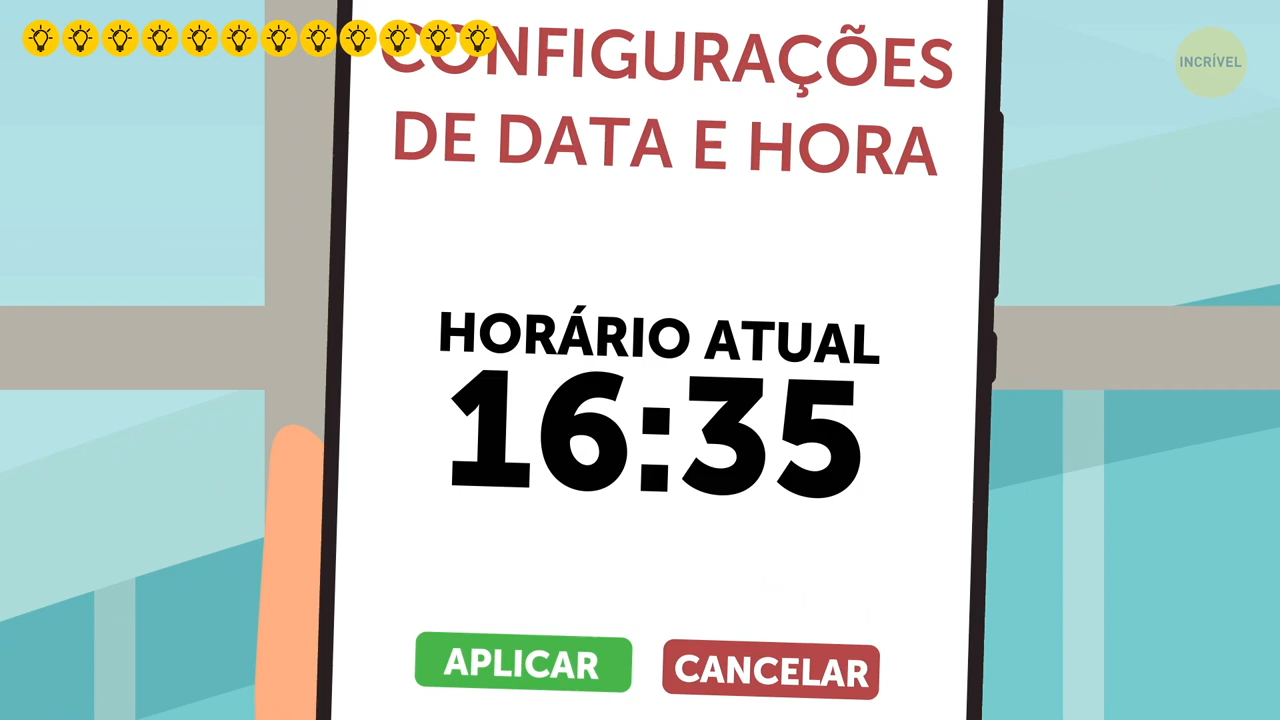 INCRÍVEL
CONFIGURAÇÕES
DE DATA E HORA
HORÁRIO ATUAL
16:35
APLICAR
CANCELAR